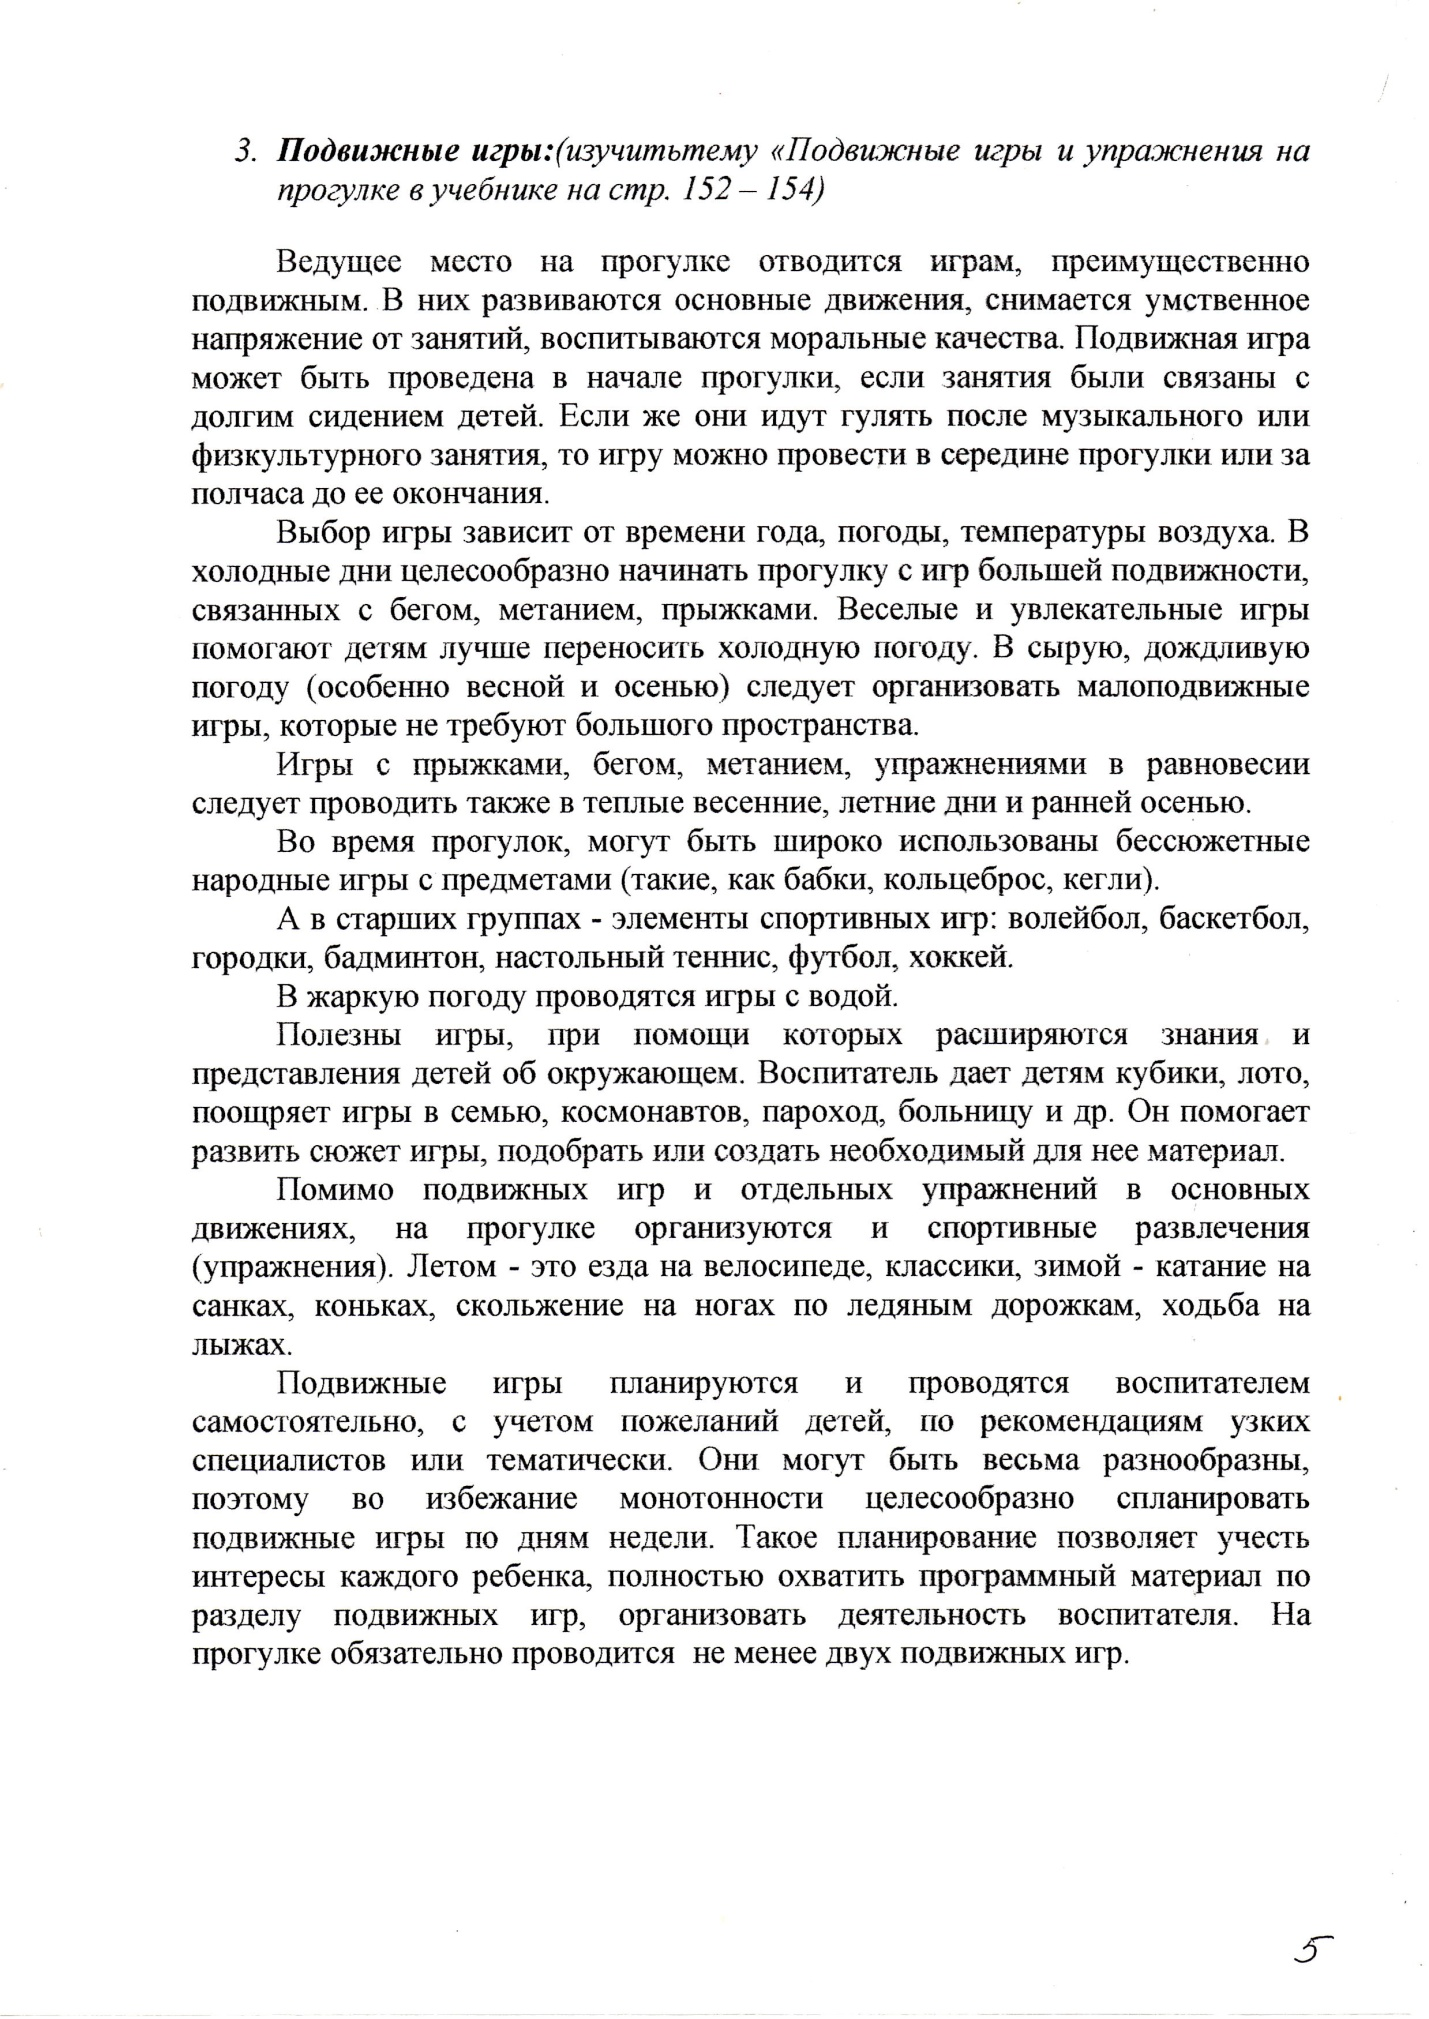 3. Подвижные игры:(изучитьтему «Подвижные игры и упражнения на
прогулке в учебнике на стр. 152 – 154)
Ведущее место на прогулке отводится играм, преимущественно
подвижным. В них развиваются основные движения, снимается умственное
напряжение от занятий, воспитываются моральные качества. Подвижная игра
может быть проведена в начале прогулки, если занятия были связаны с
долгим сидением детей. Если же они идут гулять после музыкального или
физкультурного занятия, то игру можно провести в середине прогулки или за
полчаса до ее окончания.
Выбор игры зависит от времени года, погоды, температуры воздуха. В
холодные дни целесообразно начинать прогулку с игр большей подвижности,
связанных с бегом, метанием, прыжками. Веселые и увлекательные игры
помогают детям лучше переносить холодную погоду. В сырую, дождливую
погоду (особенно весной и осенью) следует организовать малоподвижные
игры, которые не требуют большого пространства.
Игры с прыжками, бегом, метанием, упражнениями в равновесии
следует проводить также в теплые весенние, летние дни и ранней осенью.
Во время прогулок, могут быть широко использованы бессюжетные
народные игры с предметами (такие, как бабки, кольцеброс, кегли).
А в старших группах - элементы спортивных игр: волейбол, баскетбол,
городки, бадминтон, настольный теннис, футбол, хоккей.
В жаркую погоду проводятся игры с водой.
Полезны игры, при помощи которых расширяются знания и
представления детей об окружающем. Воспитатель дает детям кубики, лото,
поощряет игры в семью, космонавтов, пароход, больницу и др. Он помогает
развить сюжет игры, подобрать или создать необходимый для нее материал.
Помимо подвижных игр и отдельных упражнений в основных
движениях, на прогулке организуются и спортивные развлечения
(упражнения). Летом - это езда на велосипеде, классики, зимой - катание на
санках, коньках, скольжение на ногах по ледяным дорожкам, ходьба на
лыжах.
Подвижные игры планируются и проводятся воспитателем
самостоятельно, с учетом пожеланий детей, по рекомендациям узких
специалистов или тематически. Они могут быть весьма разнообразны,
поэтому во избежание монотонности целесообразно спланировать
подвижные игры по дням недели. Такое планирование позволяет учесть
интересы каждого ребенка, полностью охватить программный материал по
разделу подвижных игр, организовать деятельность воспитателя. На
прогулке обязательно проводится не менее двух подвижных игр.
5